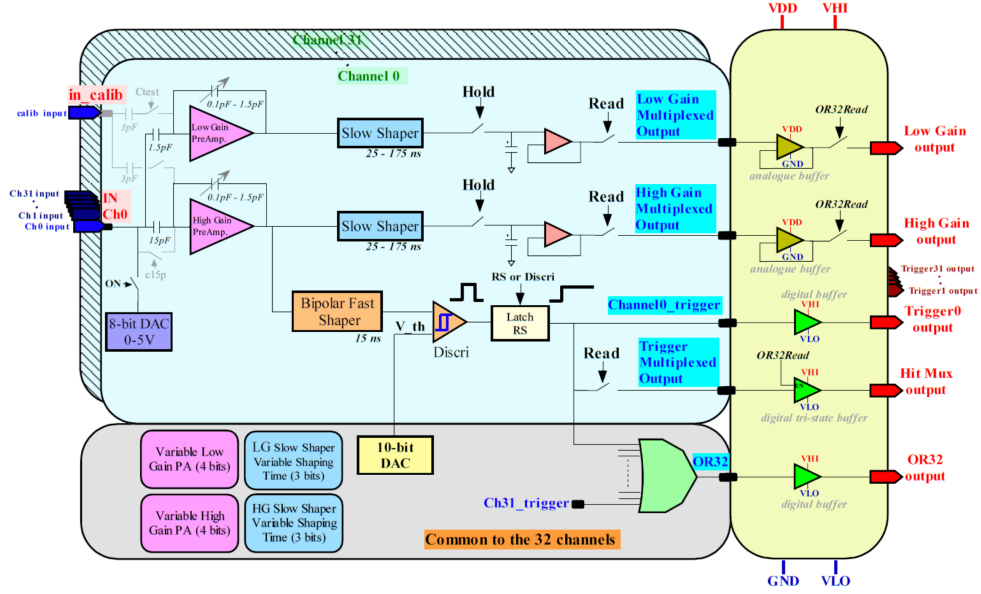 VDD VHI
Channel 31
Channel 0
in_calib
calib input
Ctest
3pF
0.1pF - 1.5pF
Low Gain
PreAmp.
1.5pF
3pF
Slow Shaper
25 - 175 ns
Hold
Read
Low Gain
Multiplexed
Output
OR32Read
VDD
GND
analogue buffer
Low Gain
output
Ch31 input
Ch1 input
Ch0 input
IN
Ch0
0.1pF - 1.5pF
High Gain
PreAmp.
15pF
c15p
Slow Shaper
25 - 175 ns
Hold
Read
High Gain
Multiplexed
Output
OR32Read
VDD
GND
analogue buffer
High Gain
output
Trigger31 output
Trigger1 output
ON
8-bit DAC
0-5V
Bipolar Fast
Shaper
15 ns
V_th
Discri
RS or Discri
Latch
RS
Channel0_trigger
digital buffer
VHI
VLO
Trigger0
output
Read
Trigger
Multiplexed
Output
OR32Read
VHI
EN
VLO
digital tri-state buffer
Hit Mux
output
Variable Low
Gain PA (4 bits)
LG Slow Shaper
Variable Shaping
Time (3 bits)
10-bit
DAC
Variable High
Gain PA (4 bits)
HG Slow Shaper
Variable Shaping
Time (3 bits)
Ch31_trigger
OR32
VHI
VLO
digital buffer
OR32
output
Common to the 32 channels
GND VLO